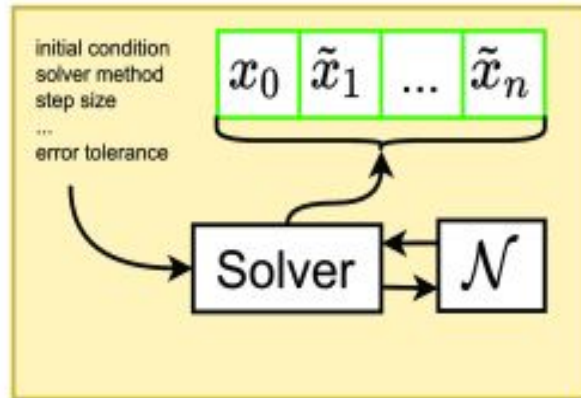 initial condition
solver method
step size
...
error tolerance
x₀ x̃₁ ... x̃ₙ
Solver
𝒩